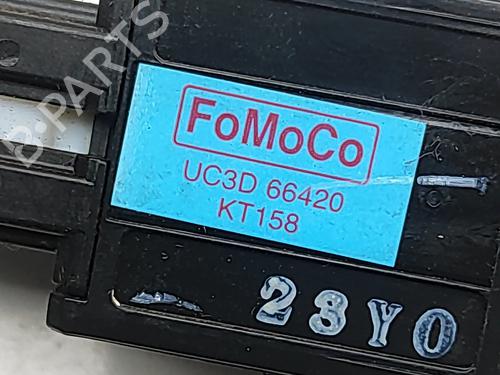 B-PARTS
FoMoCo
UC3D 66420
KT158
23Y0